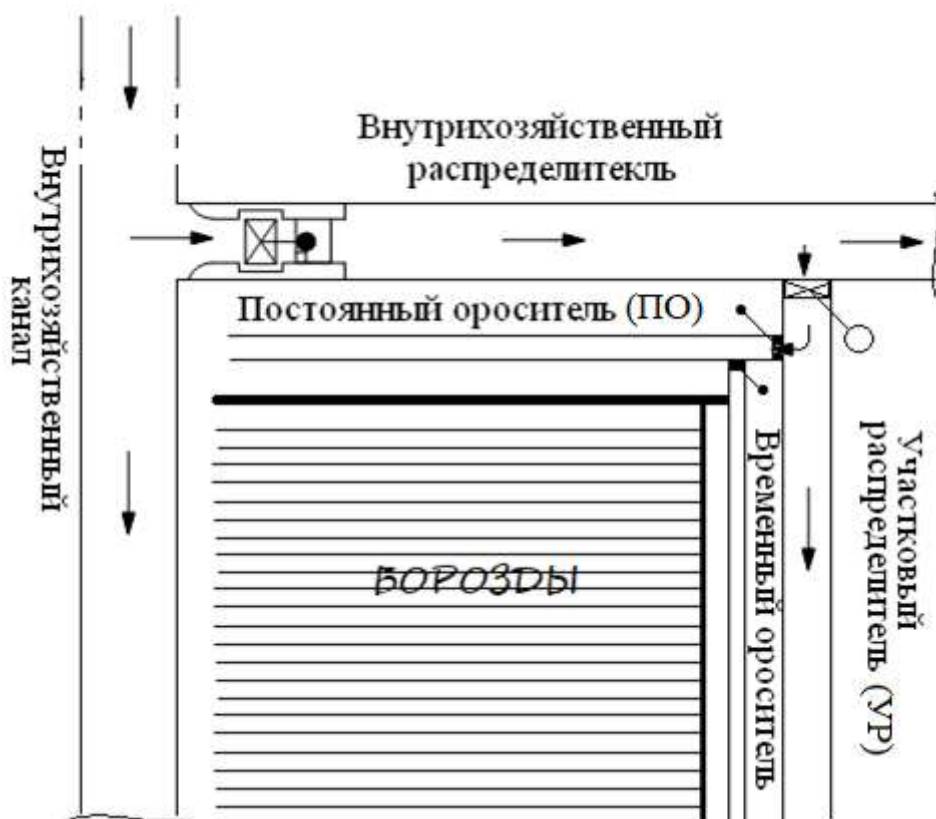 Внутрихозяйственный
распределитекль
Внутрихозяйственный
канал
Постоянный ороситель (ПО)
БОРОЗДЫ
Временный ороситель
Участковый
распределитель (УР)